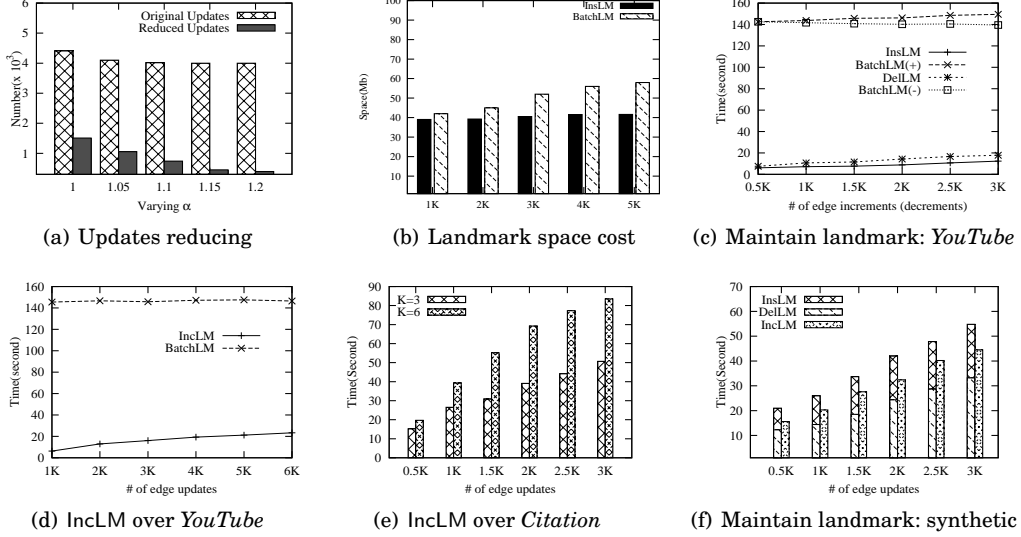 6
5
4
3
2
1
Number(x 10³)
Original Updates
Reduced Updates
1 1.05 1.1 1.15 1.2
Varying α
(a) Updates reducing
100
90
80
70
60
50
40
30
20
10
Space(Mb)
InsLM
BatchLM
1K 2K 3K 4K 5K
(b) Landmark space cost
160
140
120
100
80
60
40
20
0
Time(second)
InsLM
BatchLM(+)
DelLM
BatchLM(-)
0.5K 1K 1.5K 2K 2.5K 3K
# of edge increments (decrements)
(c) Maintain landmark: YouTube
160
140
120
100
80
60
40
20
0
Time(second)
IncLM
BatchLM
1K 2K 3K 4K 5K 6K
# of edge updates
(d) IncLM over YouTube
90
80
70
60
50
40
30
20
10
0
Time(Second)
K=3
K=6
0.5K 1K 1.5K 2K 2.5K 3K
# of edge updates
(e) IncLM over Citation
70
60
50
40
30
20
10
Time(Second)
InsLM
DelLM
IncLM
0.5K 1K 1.5K 2K 2.5K 3K
# of edge updates
(f) Maintain landmark: synthetic